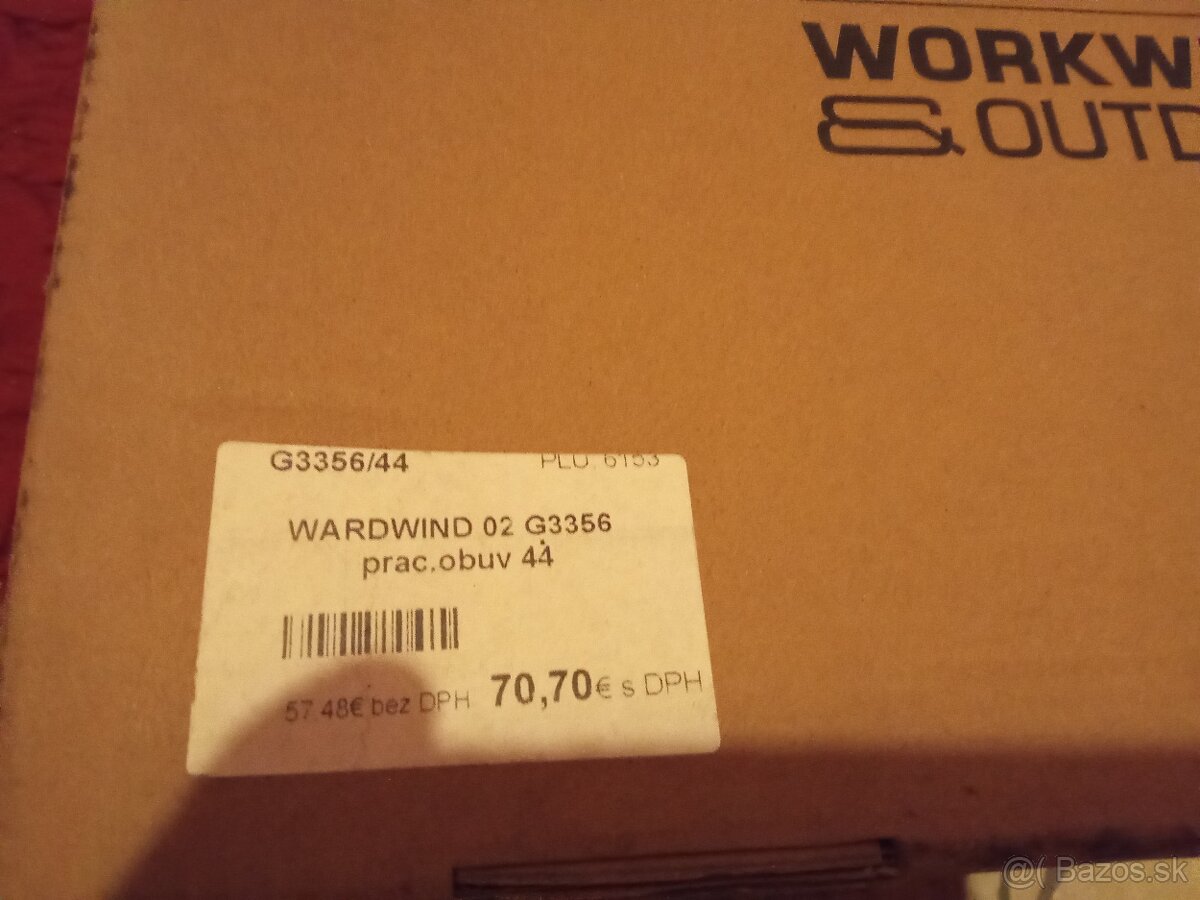 WORKW
& OUTD
G3356/44 PLU: 6153
WARDWIND 02 G3356
prac.obuv 44
57.48€ bez DPH 70,70€ s DPH
@( Bazos.sk